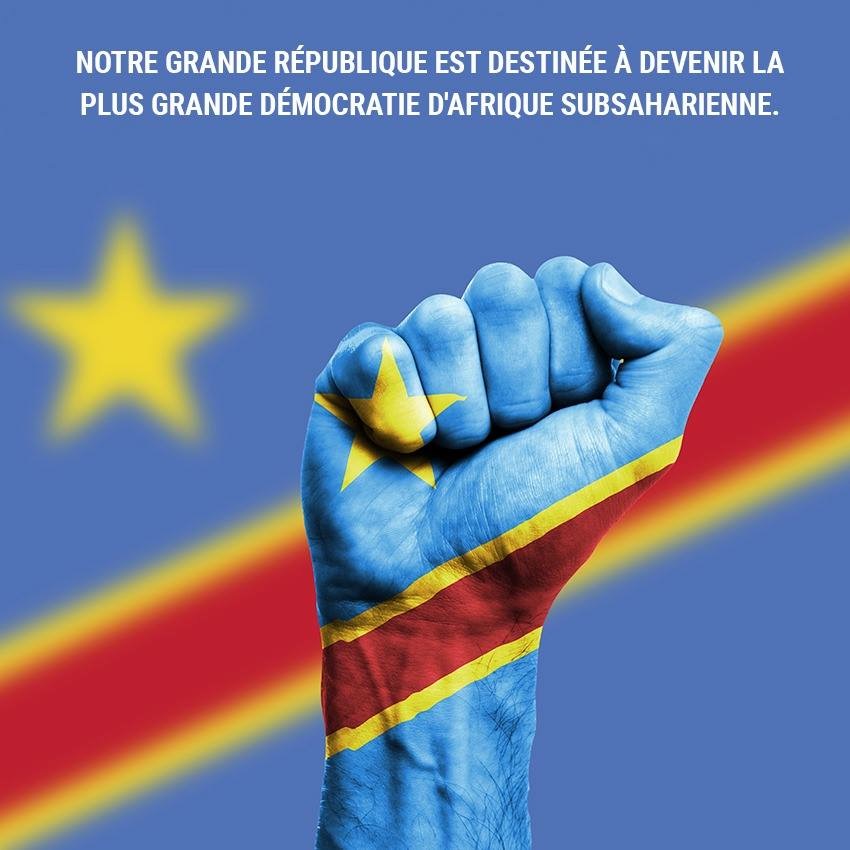 NOTRE GRANDE RÉPUBLIQUE EST DESTINÉE À DEVENIR LA
PLUS GRANDE DÉMOCRATIE D'AFRIQUE SUBSAHARIENNE.